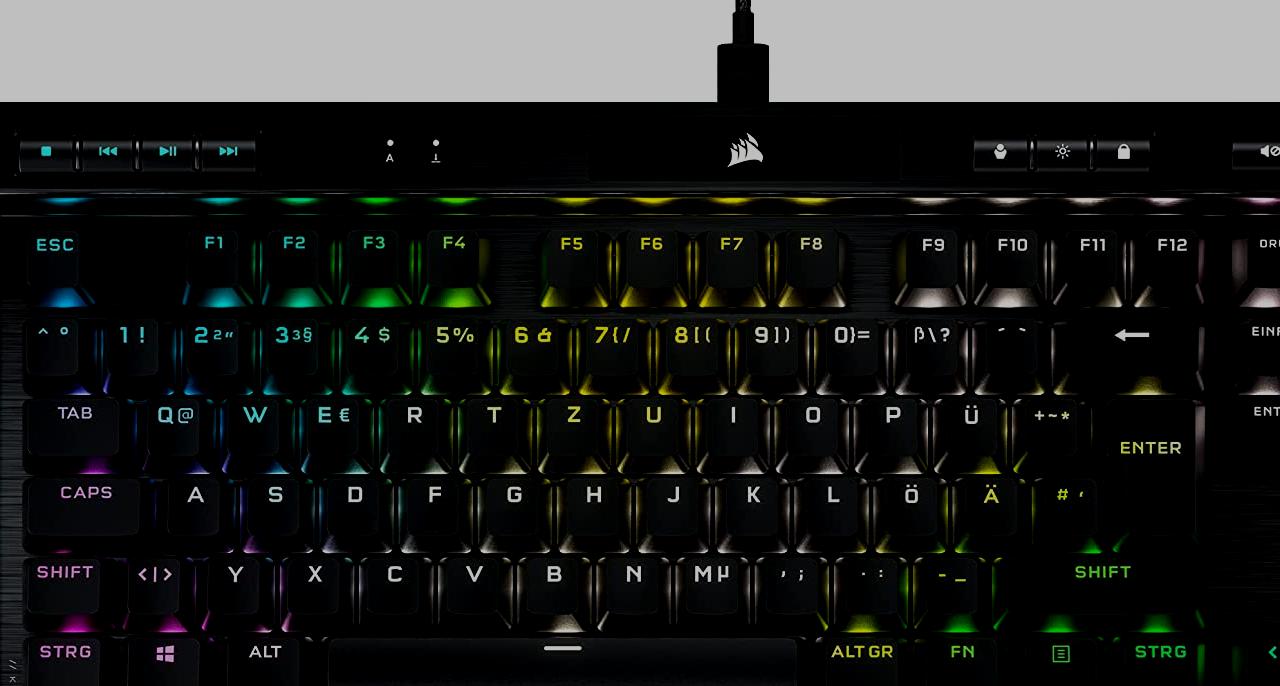 A
ESC F1 F2 F3 F4 F5 F6 F7 F8 F9 F10 F11 F12
^ ° 1 ! 2 ² " 3 ³ § 4 $ 5 % 6 & 7 { / 8 [ ( 9 ] ) 0 } = ß \ ? ´ `
TAB Q @ W E € R T Z U I O P Ü + ~ *
ENTER
CAPS A S D F G H J K L Ö Ä # '
SHIFT < | > Y X C V B N M µ , ; . : - _ SHIFT
STRG ALT ALT GR FN STRG